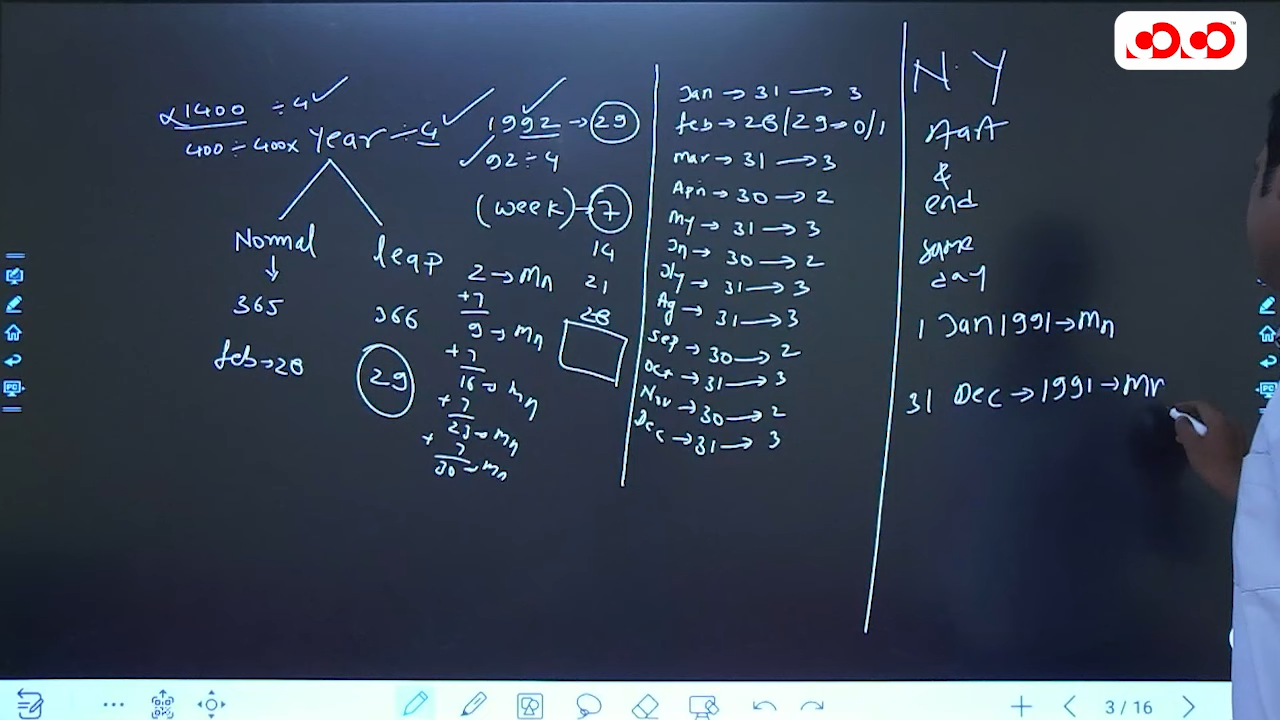 1400 ÷ 4 ✓
400 ÷ 400 x Year ÷ 4 ✓
Normal
leap
365
366
feb → 28
29
1992 → 29
✓ 92 ÷ 4
(week) → 7
14
21
28
2 → Mn
+7
9 → Mn
+7
16 → Mn
+7
23 → Mn
+7
30 → Mn
Jan → 31 → 3
feb → 28/29 → 0/1
Mar → 31 → 3
Apri → 30 → 2
My → 31 → 3
Jn → 30 → 2
Jly → 31 → 3
Ag → 31 → 3
Sep → 30 → 2
Oct → 31 → 3
Nov → 30 → 2
Dec → 31 → 3
N.Y
start
&
end
same
day
1 Jan 1991 → Mn
31 Dec → 1991 → Mn
3 / 16